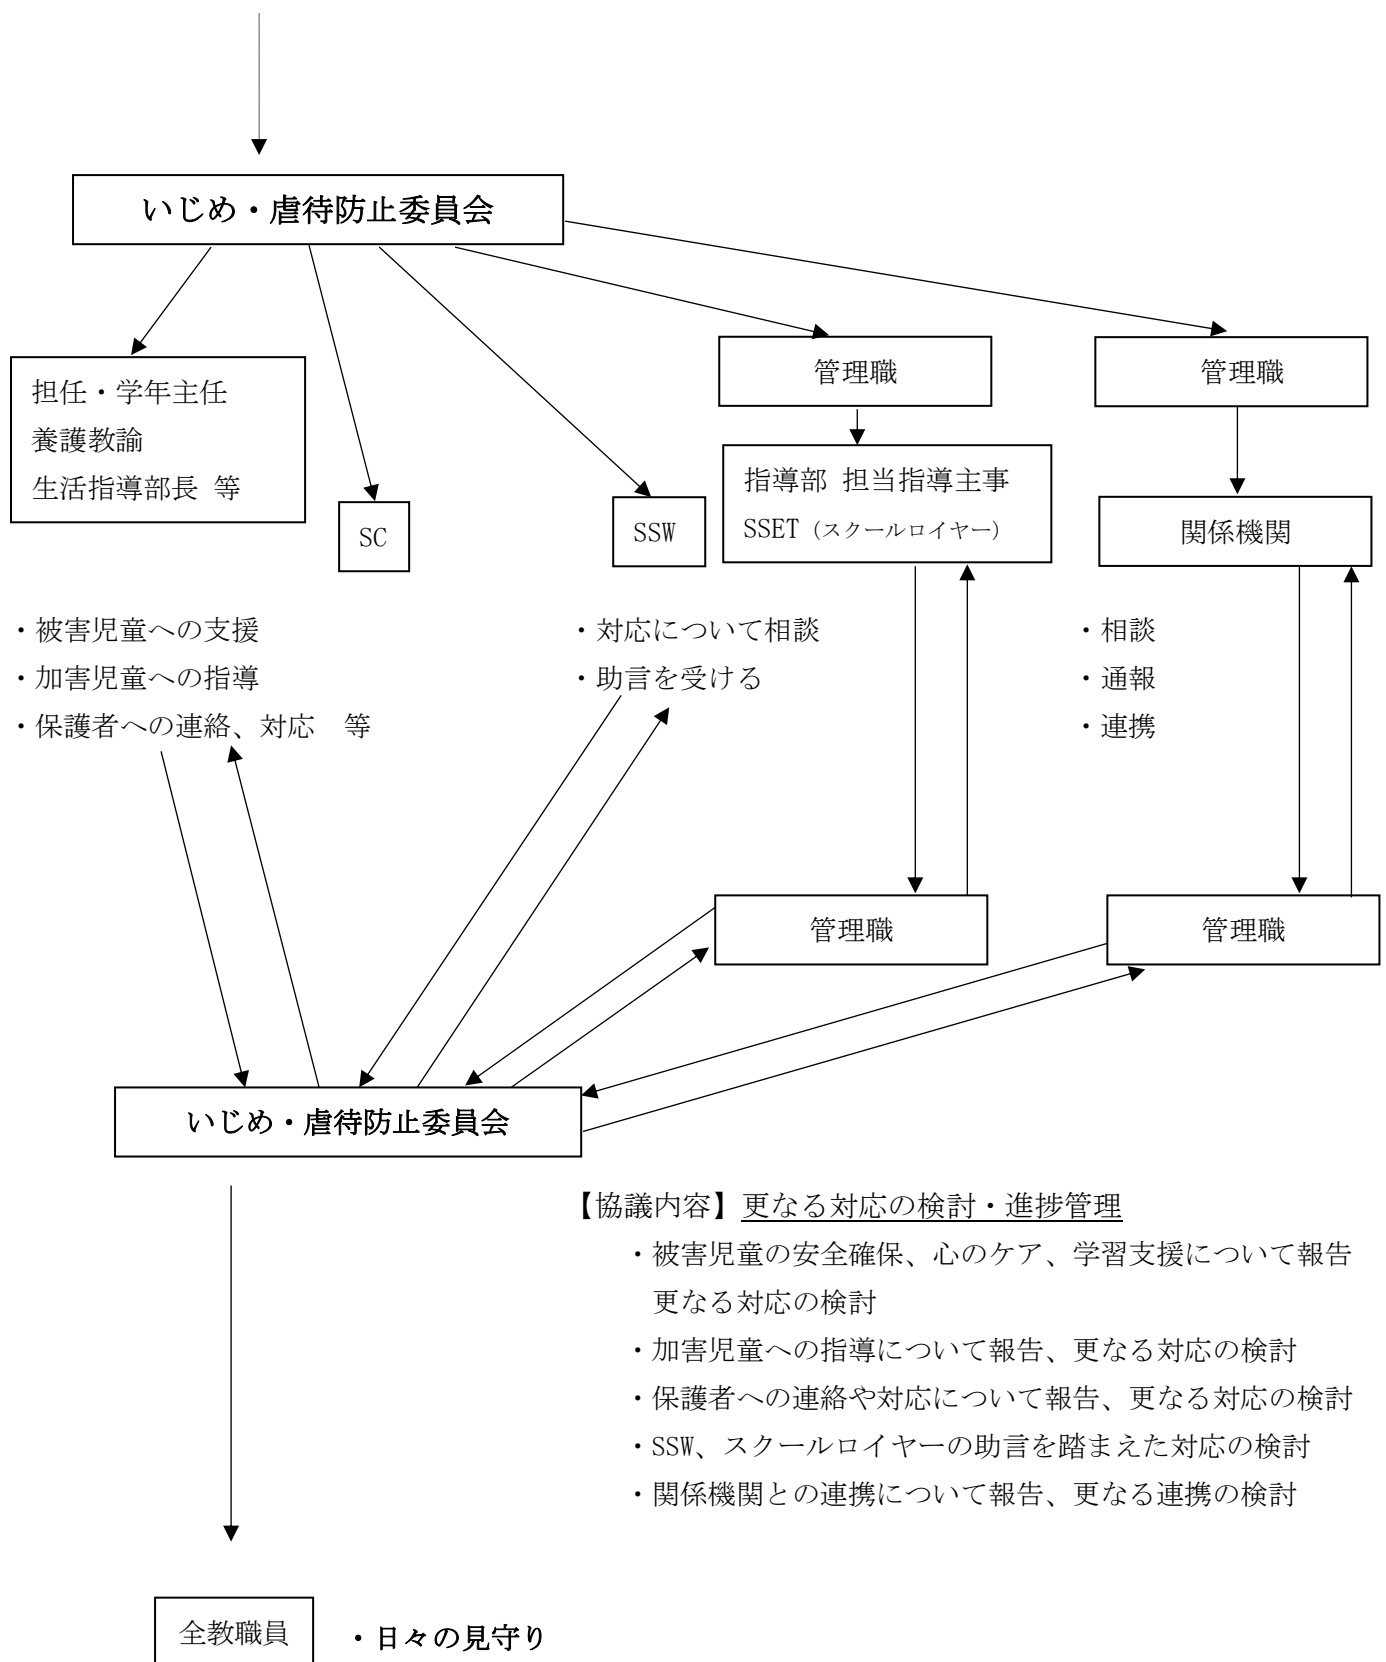 いじめ・虐待防止委員会
担任・学年主任
養護教諭
生活指導部長 等
SC
SSW
管理職
指導部 担当指導主事
SSET（スクールロイヤー）
管理職
関係機関
・被害児童への支援
・加害児童への指導
・保護者への連絡、対応　等
・対応について相談
・助言を受ける
・相談
・通報
・連携
管理職
管理職
いじめ・虐待防止委員会
【協議内容】更なる対応の検討・進捗管理
・被害児童の安全確保、心のケア、学習支援について報告
更なる対応の検討
・加害児童への指導について報告、更なる対応の検討
・保護者への連絡や対応について報告、更なる対応の検討
・SSW、スクールロイヤーの助言を踏まえた対応の検討
・関係機関との連携について報告、更なる連携の検討
全教職員
・日々の見守り